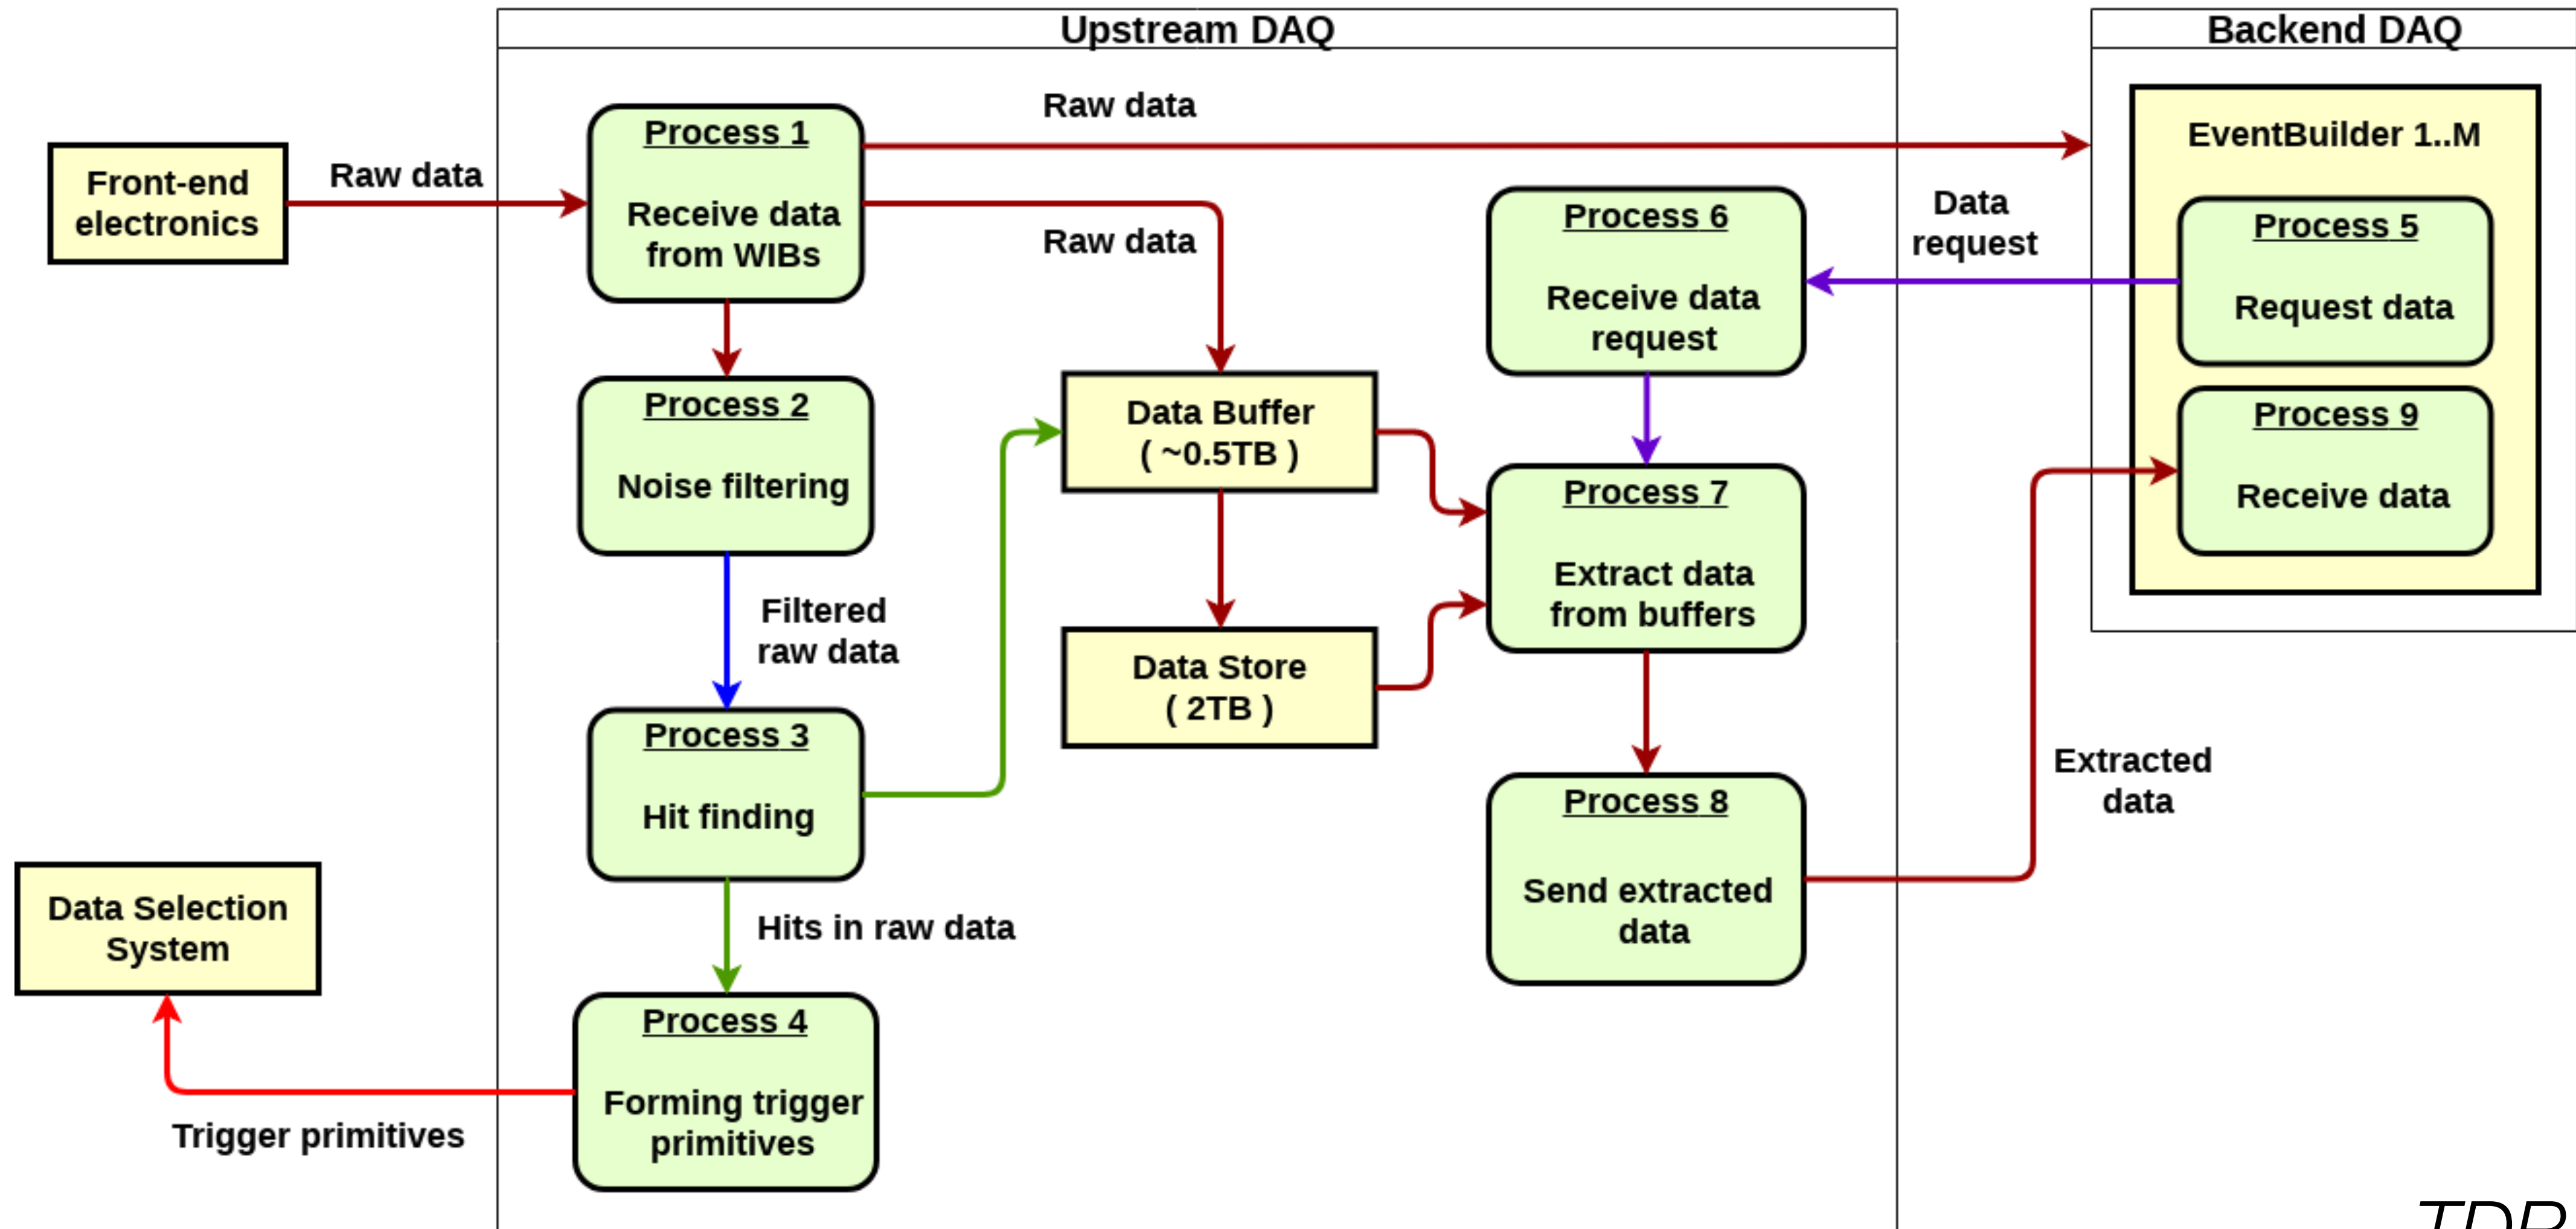 Upstream DAQ
Backend DAQ
Front-end
electronics
Raw data
Process 1
Receive data
from WIBs
Raw data
Raw data
Process 2
Noise filtering
Filtered
raw data
Process 3
Hit finding
Hits in raw data
Process 4
Forming trigger
primitives
Trigger primitives
Data Selection
System
Data Buffer
( ~0.5TB )
Data Store
( 2TB )
Process 6
Receive data
request
Process 7
Extract data
from buffers
Process 8
Send extracted
data
Data
request
EventBuilder 1..M
Process 5
Request data
Process 9
Receive data
Extracted
data